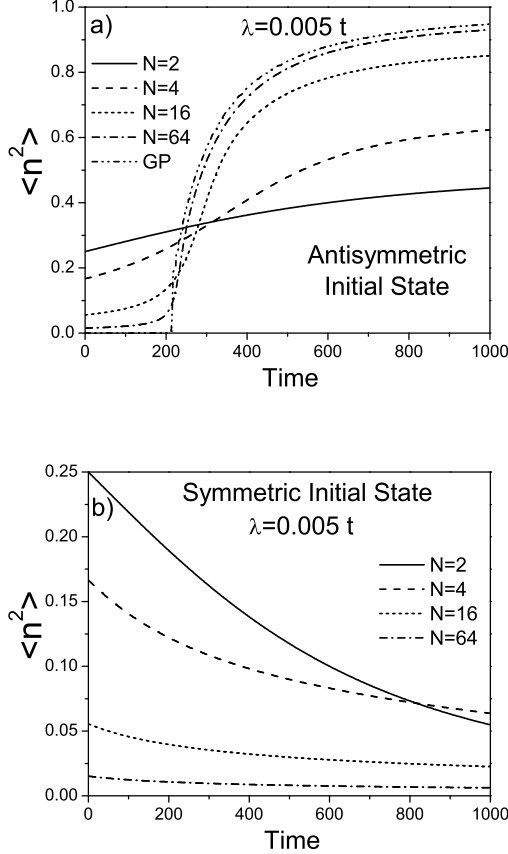 a)
λ=0.005 t
N=2
N=4
N=16
N=64
GP
Antisymmetric
Initial State
<n²>
1.0
0.8
0.6
0.4
0.2
0.0
0 200 400 600 800 1000
Time
b)
Symmetric Initial State
λ=0.005 t
N=2
N=4
N=16
N=64
<n²>
0.25
0.20
0.15
0.10
0.05
0.00
0 200 400 600 800 1000
Time